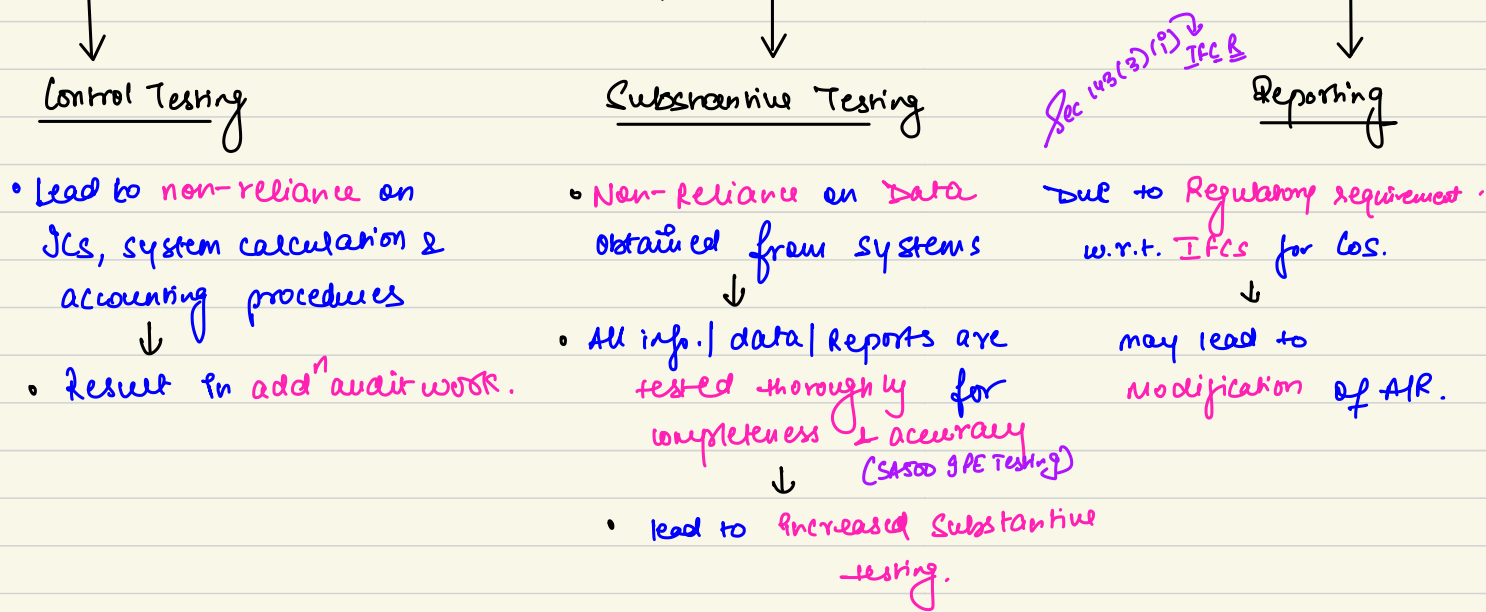 Control Testing
• Lead to non-reliance on
ICS, system calculation &
accounting procedures
↓
• Result in addⁿ audit work.
Substantive Testing
• Non-Reliance on Data
obtained from systems
↓
• All info./ data/ Reports are
tested thoroughly for
completeness & accuracy
(SA500 IPE Testing)
↓
• lead to increased Substantive
testing.
Sec 143(3)(i) → IFC R
Reporting
Due to Regulatory requirement.
w.r.t. IFCS for Cos.
↓
may lead to
Modification of A/R.